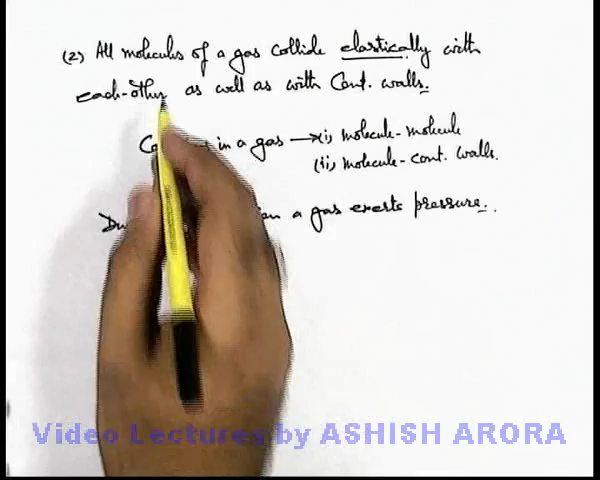 (2) All molecules of a gas collide elastically with
each-other as well as with Cont. walls.
in a gas → (i) molecule-molecule
(ii) molecule-cont. walls.
a gas exerts pressure.
Video Lectures by ASHISH ARORA